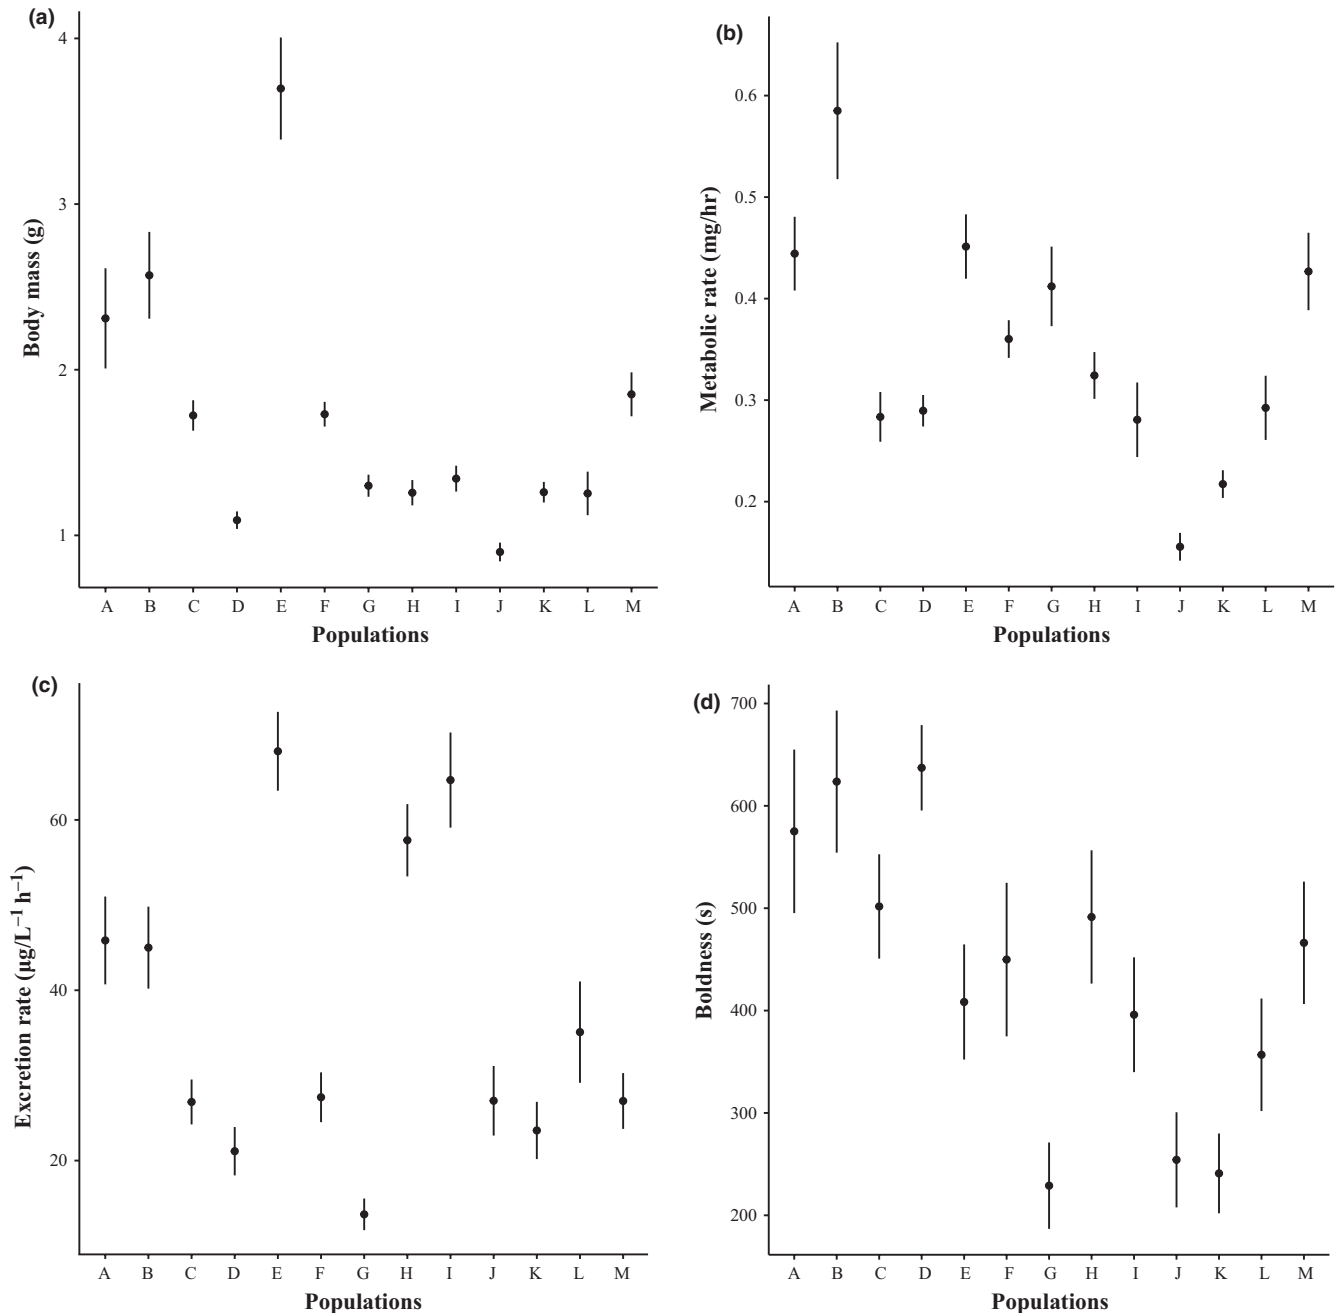 (a)
4
3
2
1
Body mass (g)
A B C D E F G H I J K L M
Populations
(b)
0.6
0.5
0.4
0.3
0.2
Metabolic rate (mg/hr)
A B C D E F G H I J K L M
Populations
(c)
60
40
20
Excretion rate (µg/L⁻¹ h⁻¹)
A B C D E F G H I J K L M
Populations
(d)
700
600
500
400
300
200
Boldness (s)
A B C D E F G H I J K L M
Populations